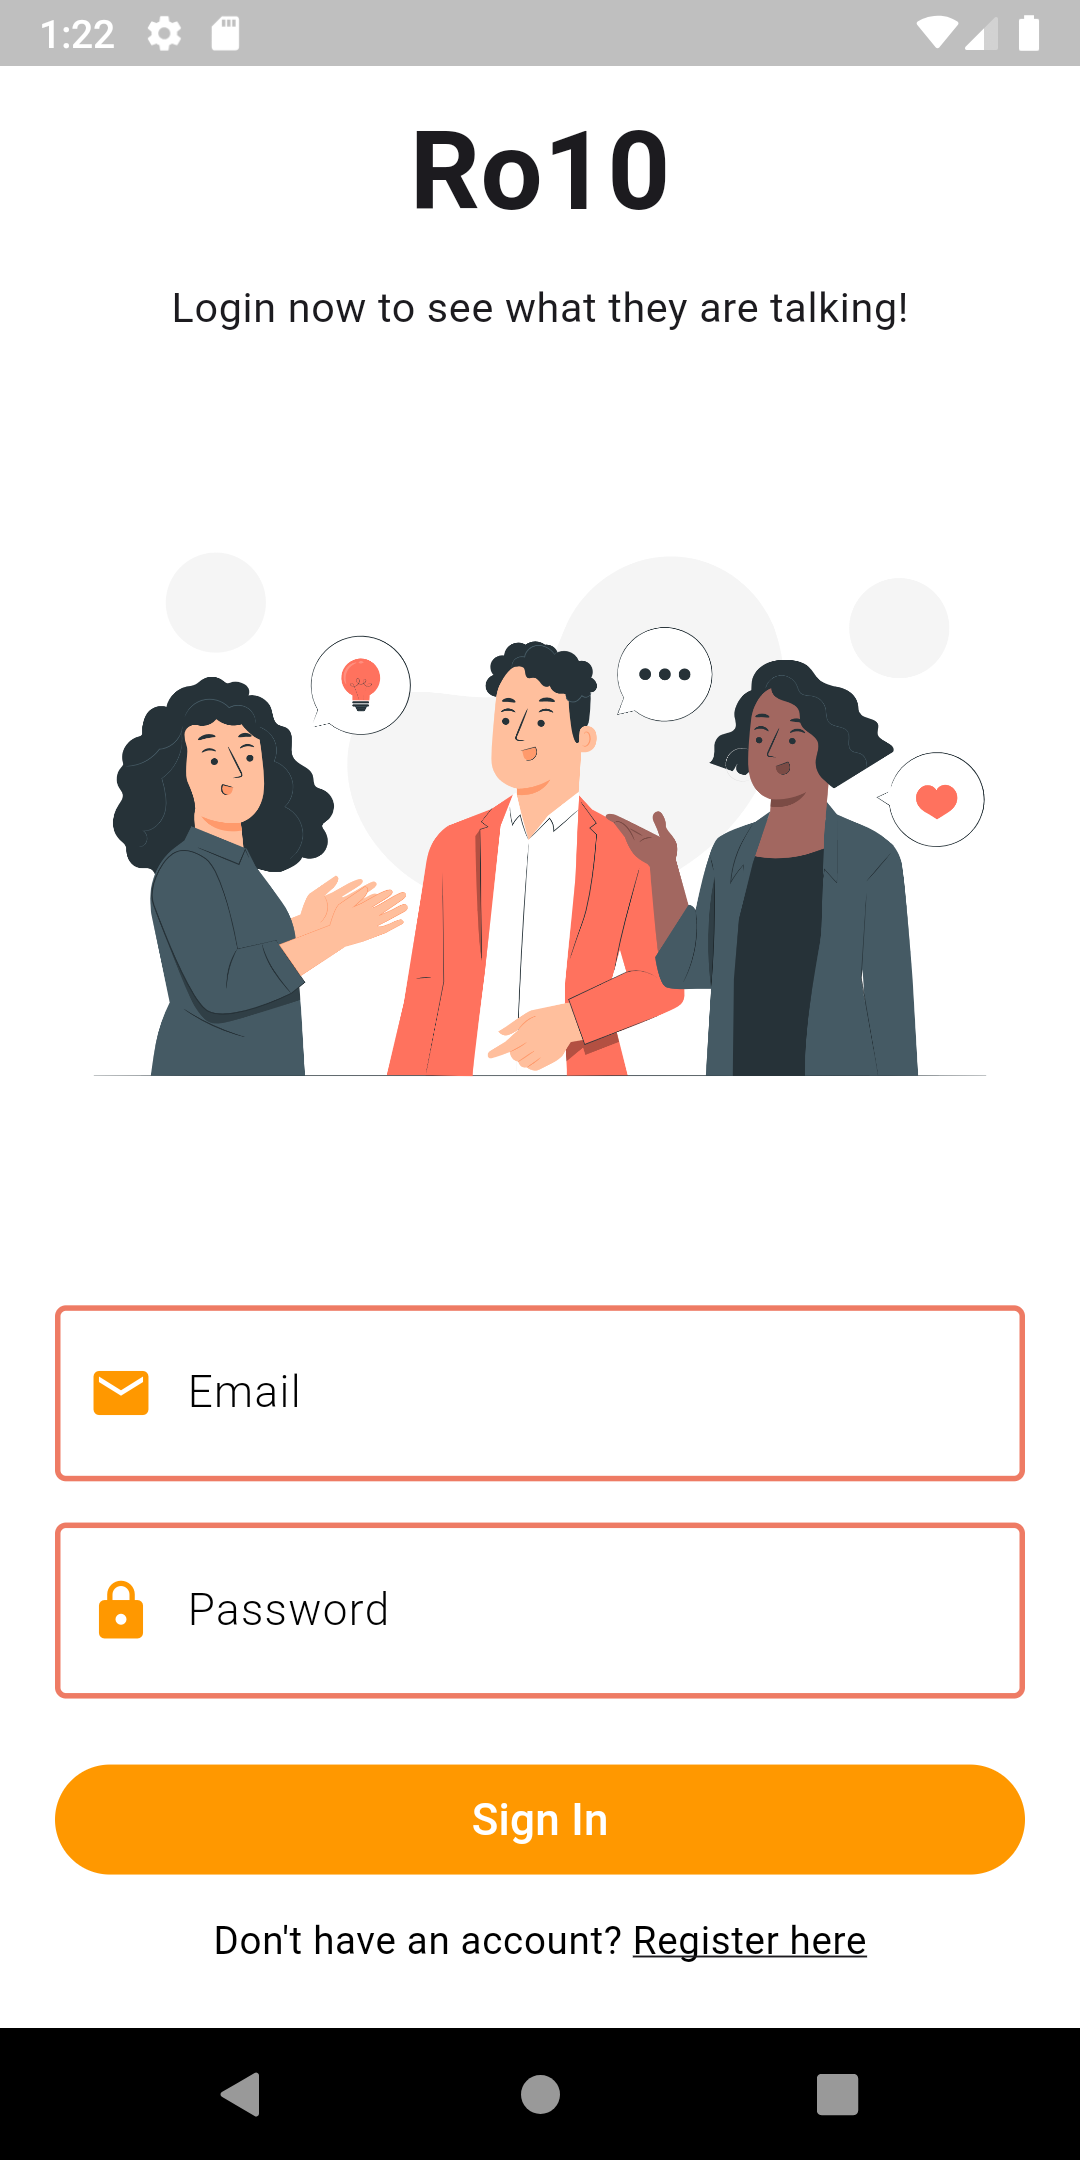 1:22
Ro10
Login now to see what they are talking!
Email
Password
Sign In
Don't have an account? Register here